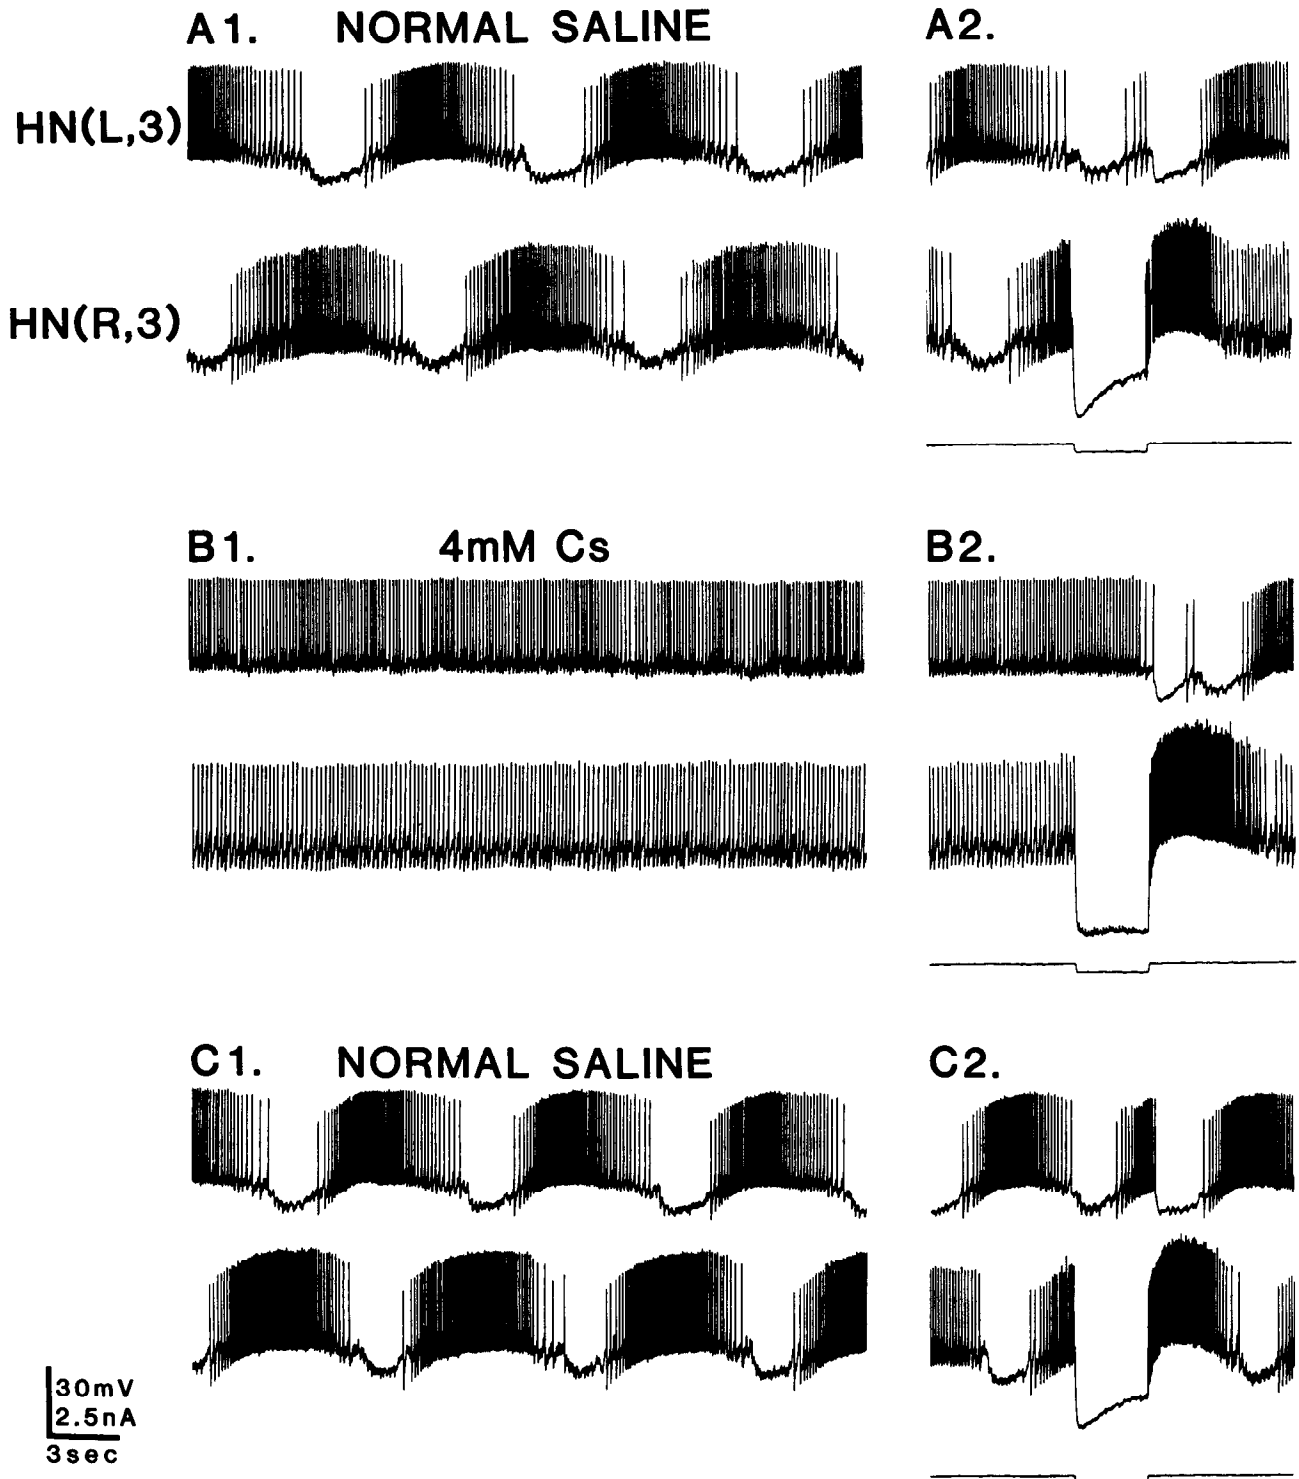 A1. NORMAL SALINE
A2.
HN(L,3)
HN(R,3)
B1. 4mM Cs
B2.
C1. NORMAL SALINE
C2.
30mV
2.5nA
3sec